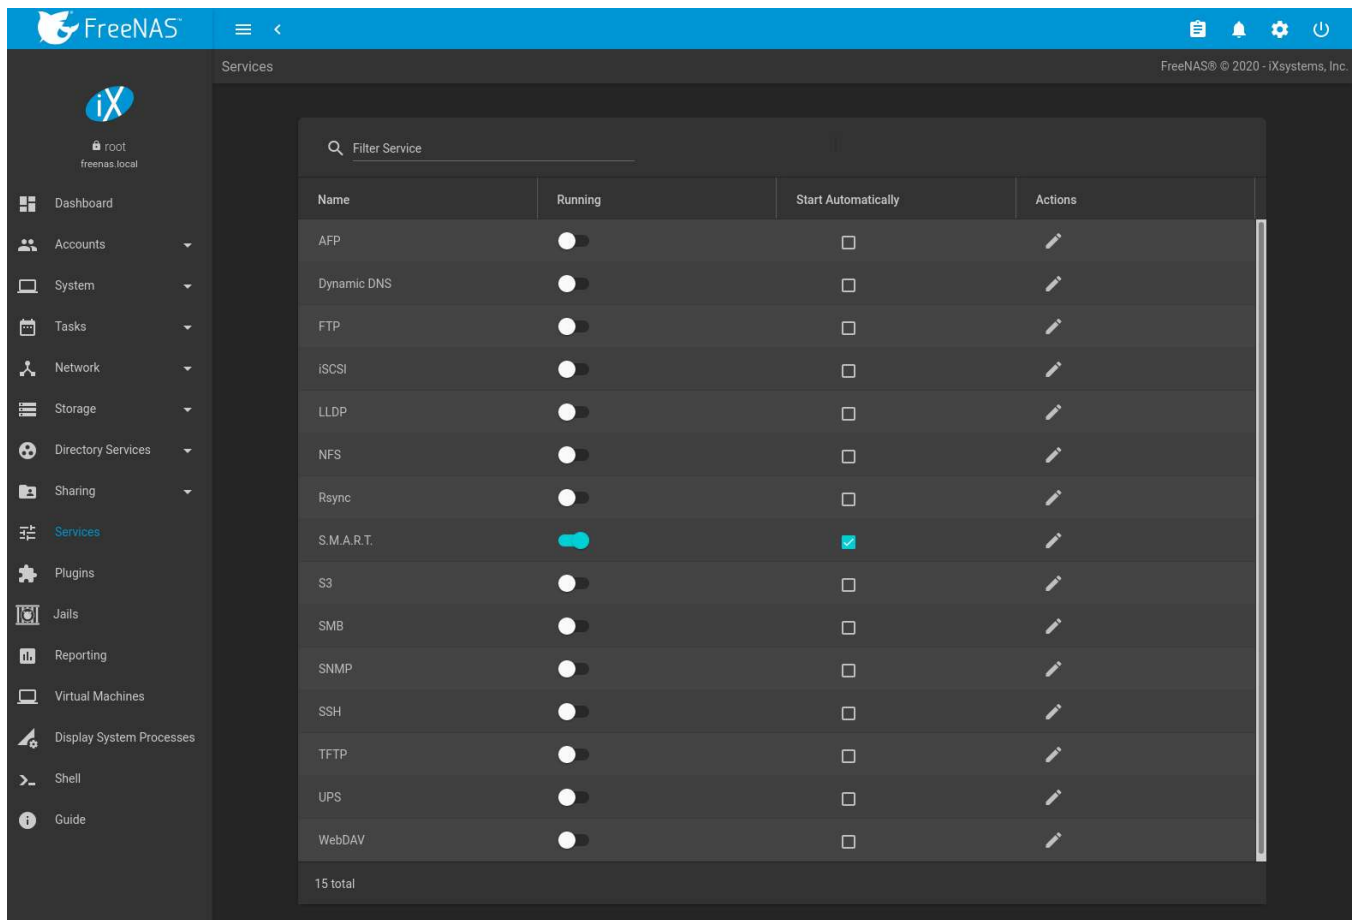 FreeNAS
Services
FreeNAS® © 2020 - iXsystems, Inc.
iX
root
freenas.local
Dashboard
Accounts
System
Tasks
Network
Storage
Directory Services
Sharing
Services
Plugins
Jails
Reporting
Virtual Machines
Display System Processes
Shell
Guide
Filter Service
Name Running Start Automatically Actions
AFP
Dynamic DNS
FTP
iSCSI
LLDP
NFS
Rsync
S.M.A.R.T.
S3
SMB
SNMP
SSH
TFTP
UPS
WebDAV
15 total